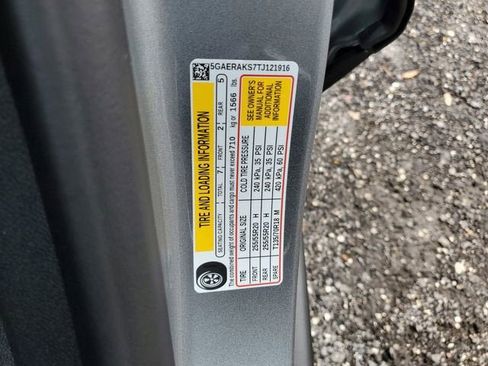 5GAERAKS7TJ121916
TIRE AND LOADING INFORMATION
SEATING CAPACITY TOTAL 7 FRONT 2 REAR 5
The combined weight of occupants and cargo must never exceed 710 kg or 1566 lbs.
TIRE ORIGINAL SIZE COLD TIRE PRESSURE
FRONT 255/55R20 H 240 kPa, 35 PSI
REAR 255/55R20 H 240 kPa, 35 PSI
SPARE T135/70R18 M 420 kPa, 60 PSI
SEE OWNER'S
MANUAL FOR
ADDITIONAL
INFORMATION